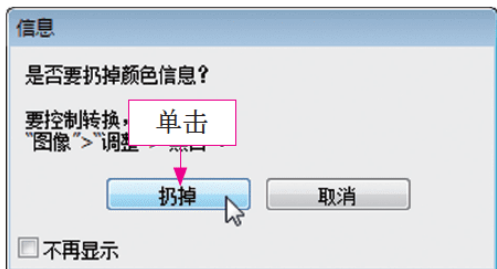 信息
是否要扔掉颜色信息?
要控制转换,
单击
"图像">"调整
扔掉
取消
不再显示